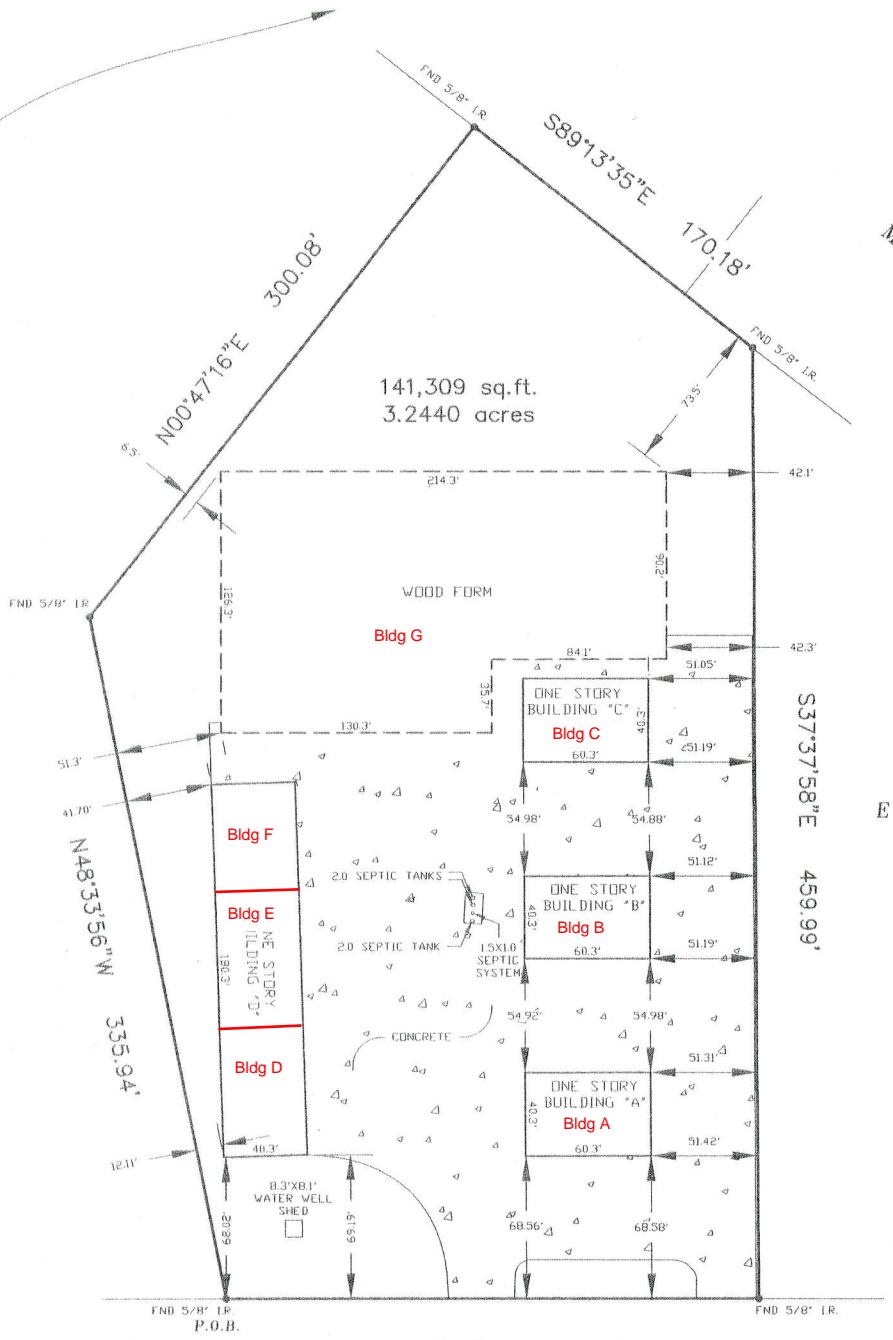 FND 5/8" I.R.
S89°13'35"E 170.18'
M
N00°47'16"E 300.08'
FND 5/8" I.R.
141,309 sq.ft.
3.2440 acres
73.5'
6.5'
42.1'
214.3'
126.3'
90.2'
WOOD FORM
Bldg G
FND 5/8" I.R
84.1'
42.3'
35.7'
51.05'
ONE STORY
BUILDING "C"
Bldg C
40.3'
60.3'
51.19'
130.3'
51.3'
41.70'
S37°37'58"E 459.99'
E
54.98'
54.88'
Bldg F
N48°33'56"W 335.94'
2.0 SEPTIC TANKS
51.12'
ONE STORY
BUILDING "B"
Bldg B
40.3'
60.3'
51.19'
Bldg E
NE STORY
ILDING "D"
180.3'
2.0 SEPTIC TANK
1.5X1.0
SEPTIC
SYSTEM
54.92'
54.98'
CONCRETE
Bldg D
51.31'
ONE STORY
BUILDING "A"
Bldg A
40.3'
60.3'
51.42'
12.11'
40.3'
8.3'X8.1'
WATER WELL
SHED
68.02'
69.19'
68.56'
68.58'
FND 5/8" I.R.
P.O.B.
FND 5/8" I.R.